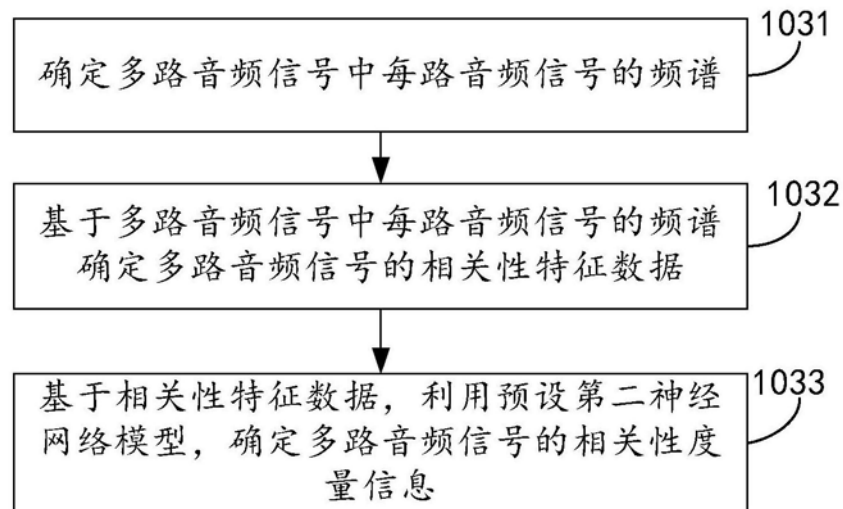 1031
确定多路音频信号中每路音频信号的频谱
1032
基于多路音频信号中每路音频信号的频谱
确定多路音频信号的相关性特征数据
1033
基于相关性特征数据，利用预设第二神经
网络模型，确定多路音频信号的相关性度
量信息